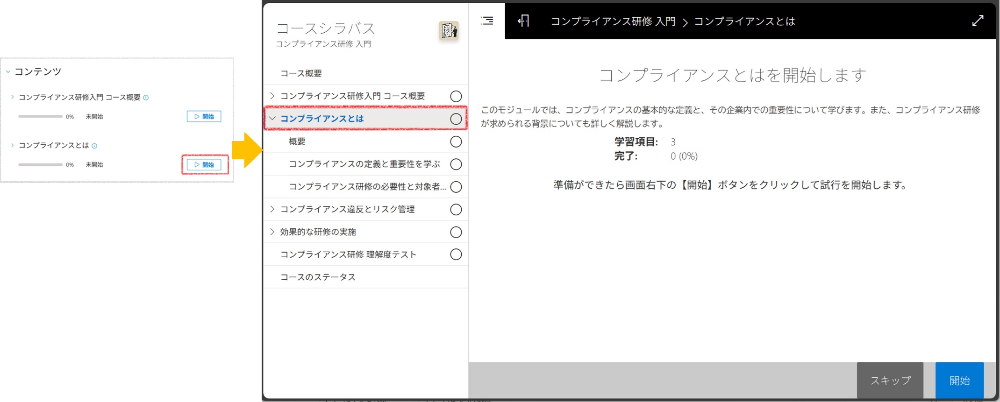 コンテンツ
コンプライアンス研修入門 コース概要
0% 未開始
開始
コンプライアンスとは
0% 未開始
開始
コースシラバス
コンプライアンス研修 入門
コース概要
コンプライアンス研修入門 コース概要
コンプライアンスとは
概要
コンプライアンスの定義と重要性を学ぶ
コンプライアンス研修の必要性と対象者...
コンプライアンス違反とリスク管理
効果的な研修の実施
コンプライアンス研修 理解度テスト
コースのステータス
コンプライアンス研修 入門 > コンプライアンスとは
コンプライアンスとはを開始します
このモジュールでは、コンプライアンスの基本的な定義と、その企業内での重要性について学びます。また、コンプライアンス研修
が求められる背景についても詳しく解説します。
学習項目: 3
完了: 0 (0%)
準備ができたら画面右下の【開始】ボタンをクリックして試行を開始します。
スキップ
開始